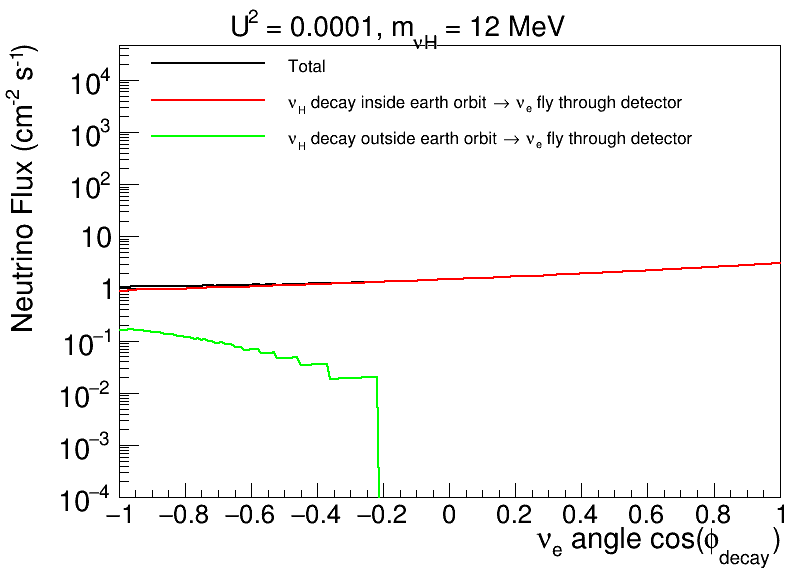 U² = 0.0001, m_νH = 12 MeV
Total
ν_H decay inside earth orbit → ν_e fly through detector
ν_H decay outside earth orbit → ν_e fly through detector
Neutrino Flux (cm⁻² s⁻¹)
10⁴
10³
10²
10
1
10⁻¹
10⁻²
10⁻³
10⁻⁴
−1 −0.8 −0.6 −0.4 −0.2 0 0.2 0.4 0.6 0.8 1
ν_e angle cos(ϕ_decay)